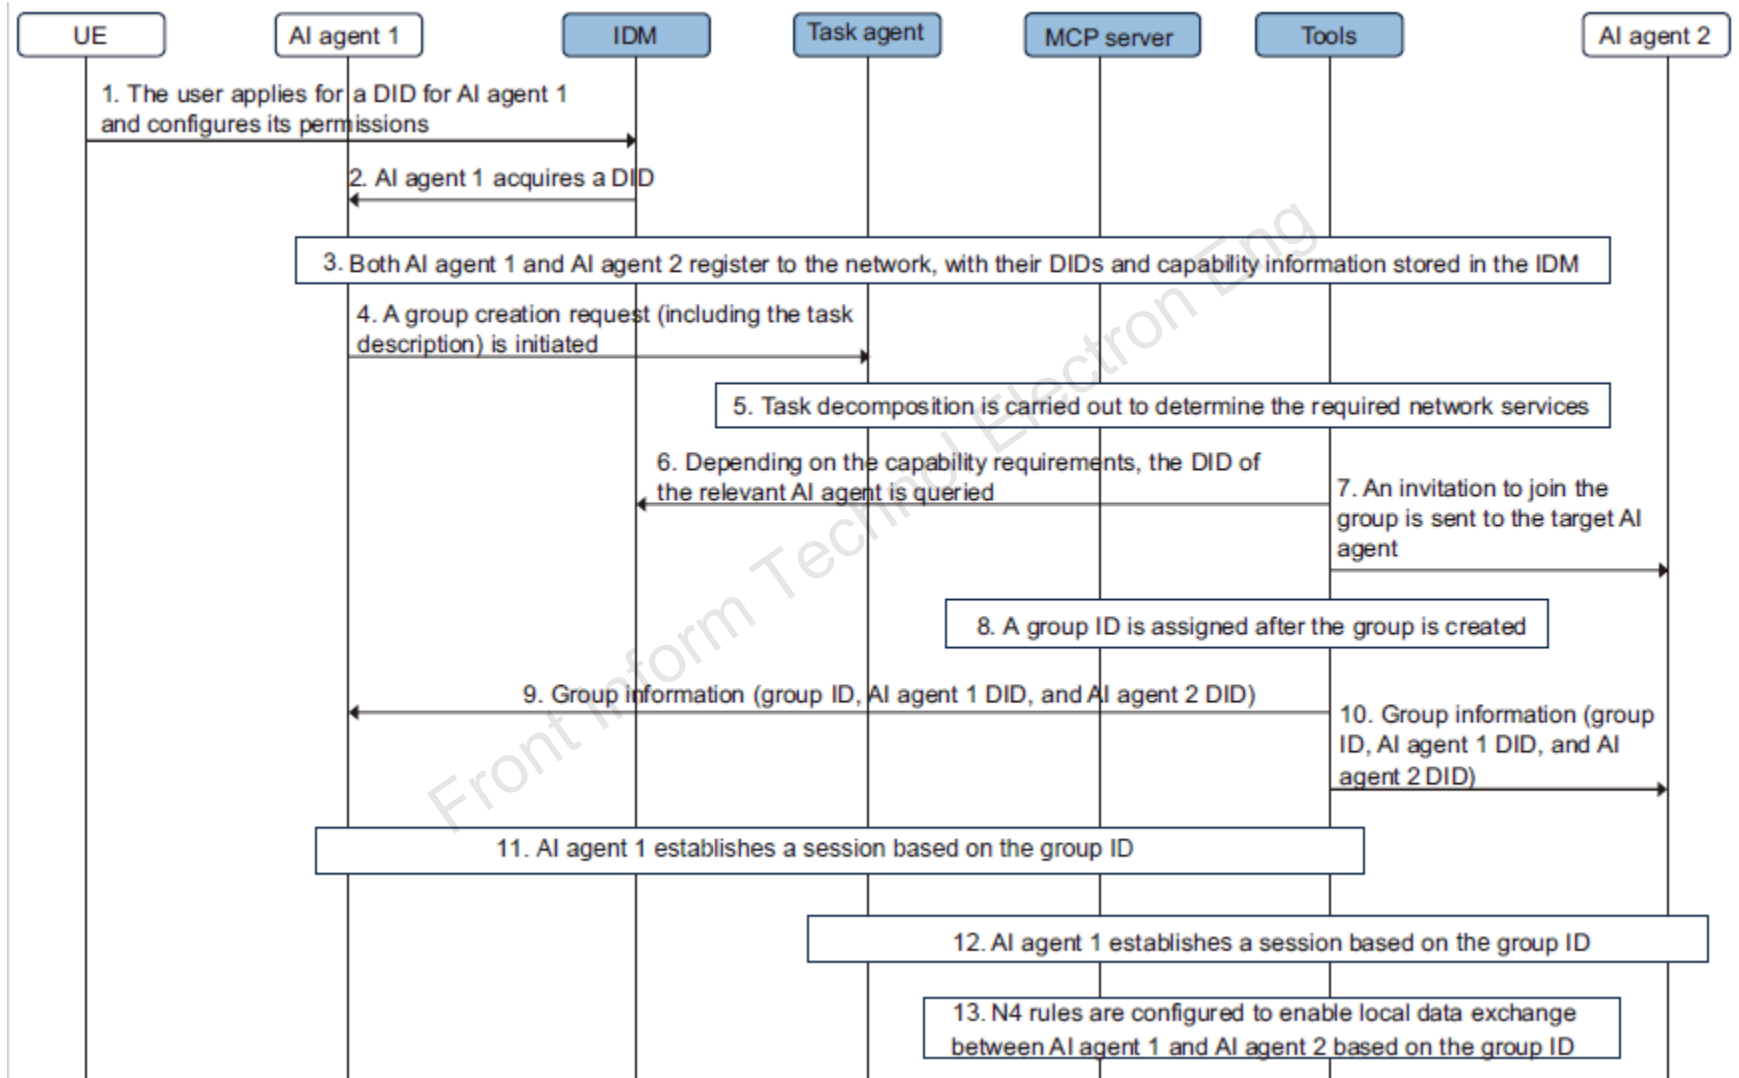 UE
AI agent 1
IDM
Task agent
MCP server
Tools
AI agent 2
1. The user applies for a DID for AI agent 1
and configures its permissions
2. AI agent 1 acquires a DID
3. Both AI agent 1 and AI agent 2 register to the network, with their DIDs and capability information stored in the IDM
4. A group creation request (including the task
description) is initiated
5. Task decomposition is carried out to determine the required network services
6. Depending on the capability requirements, the DID of
the relevant AI agent is queried
7. An invitation to join the
group is sent to the target AI
agent
8. A group ID is assigned after the group is created
9. Group information (group ID, AI agent 1 DID, and AI agent 2 DID)
10. Group information (group
ID, AI agent 1 DID, and AI
agent 2 DID)
11. AI agent 1 establishes a session based on the group ID
12. AI agent 1 establishes a session based on the group ID
13. N4 rules are configured to enable local data exchange
between AI agent 1 and AI agent 2 based on the group ID
Front Inform Technol Electron Eng